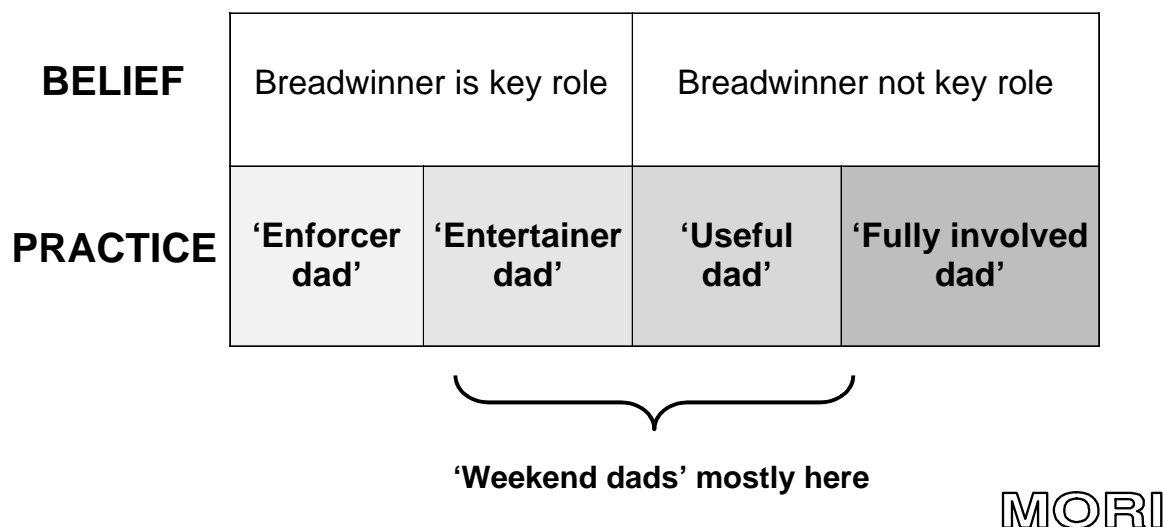 BELIEF
Breadwinner is key role
Breadwinner not key role
PRACTICE
‘Enforcer
dad’
‘Entertainer
dad’
‘Useful
dad’
‘Fully involved
dad’
‘Weekend dads’ mostly here
MORI